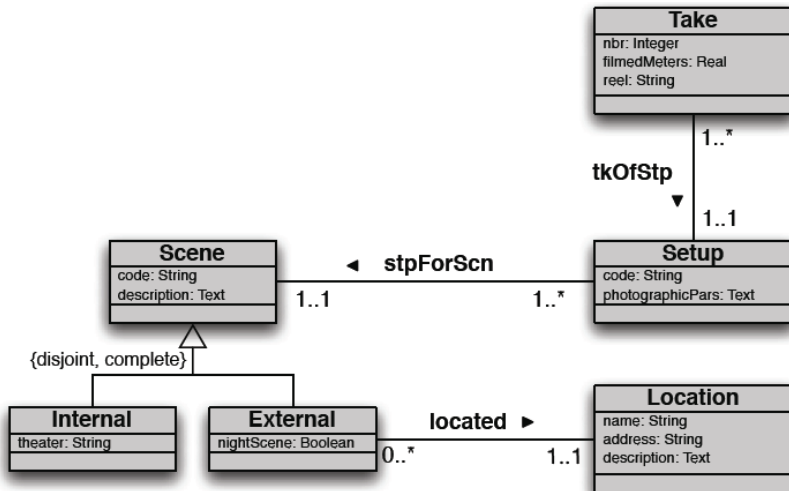 Take
nbr: Integer
filmedMeters: Real
reel: String
1..*
tkOfStp ▼
1..1
Scene
code: String
description: Text
◄ stpForScn
1..1
1..*
Setup
code: String
photographicPars: Text
{disjoint, complete}
Internal
theater: String
External
nightScene: Boolean
located ►
0..*
1..1
Location
name: String
address: String
description: Text